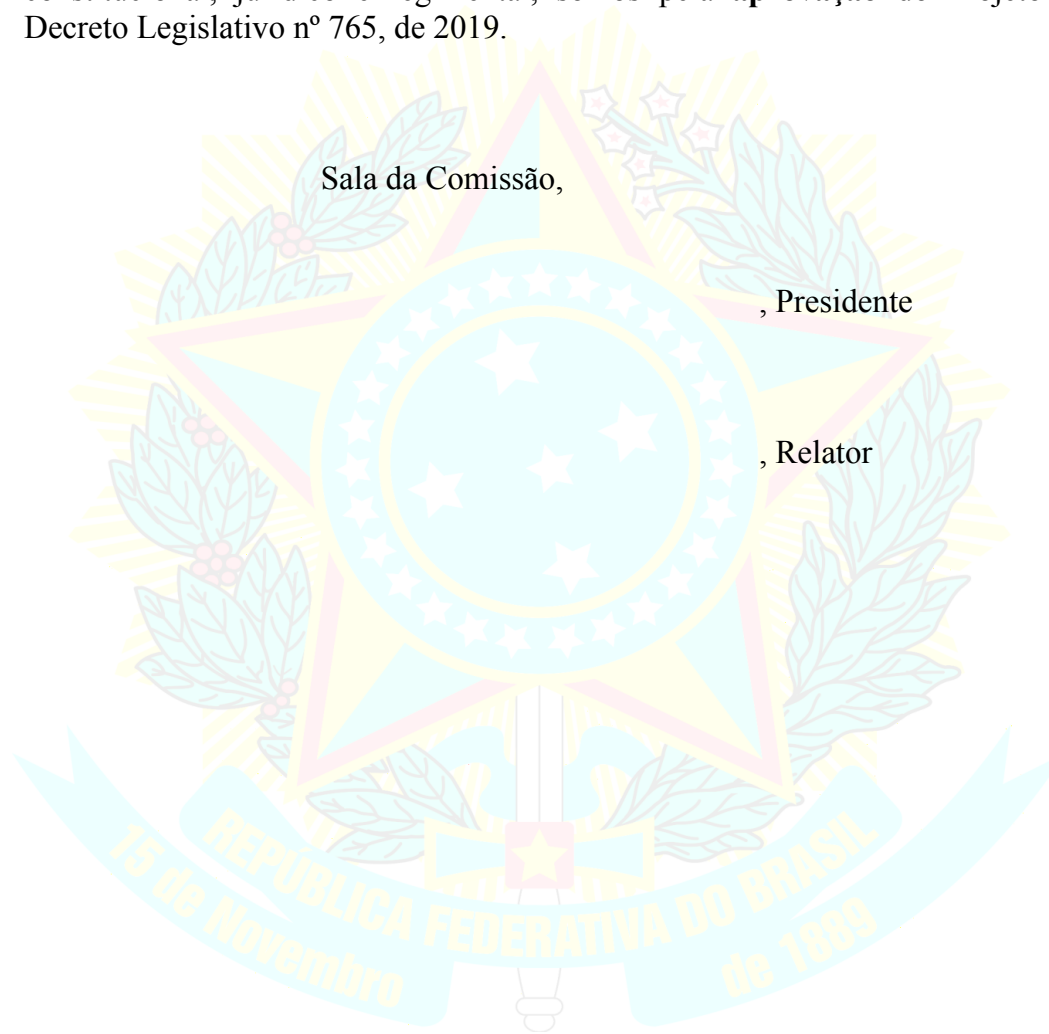 Decreto Legislativo nº 765, de 2019.
Sala da Comissão,
, Presidente
, Relator
REPÚBLICA FEDERATIVA DO BRASIL
15 de Novembro
de 1889